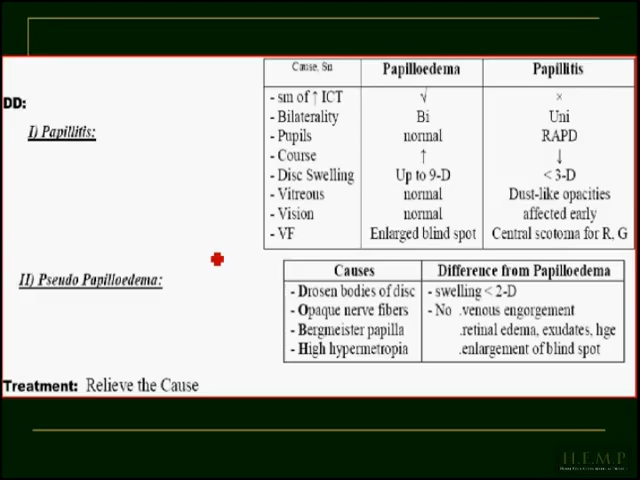 Cause, Sn Papilloedema Papillitis
DD:
I) Papillitis:
- sm of ↑ ICT √ ×
- Bilaterality Bi Uni
- Pupils normal RAPD
- Course ↑ ↓
- Disc Swelling Up to 9-D < 3-D
- Vitreous normal Dust-like opacities
- Vision normal affected early
- VF Enlarged blind spot Central scotoma for R, G
II) Pseudo Papilloedema:
Causes Difference from Papilloedema
- Drosen bodies of disc - swelling < 2-D
- Opaque nerve fibers - No .venous engorgement
- Bergmeister papilla .retinal edema, exudates, hge
- High hypermetropia .enlargement of blind spot
Treatment: Relieve the Cause
H.E.M.P